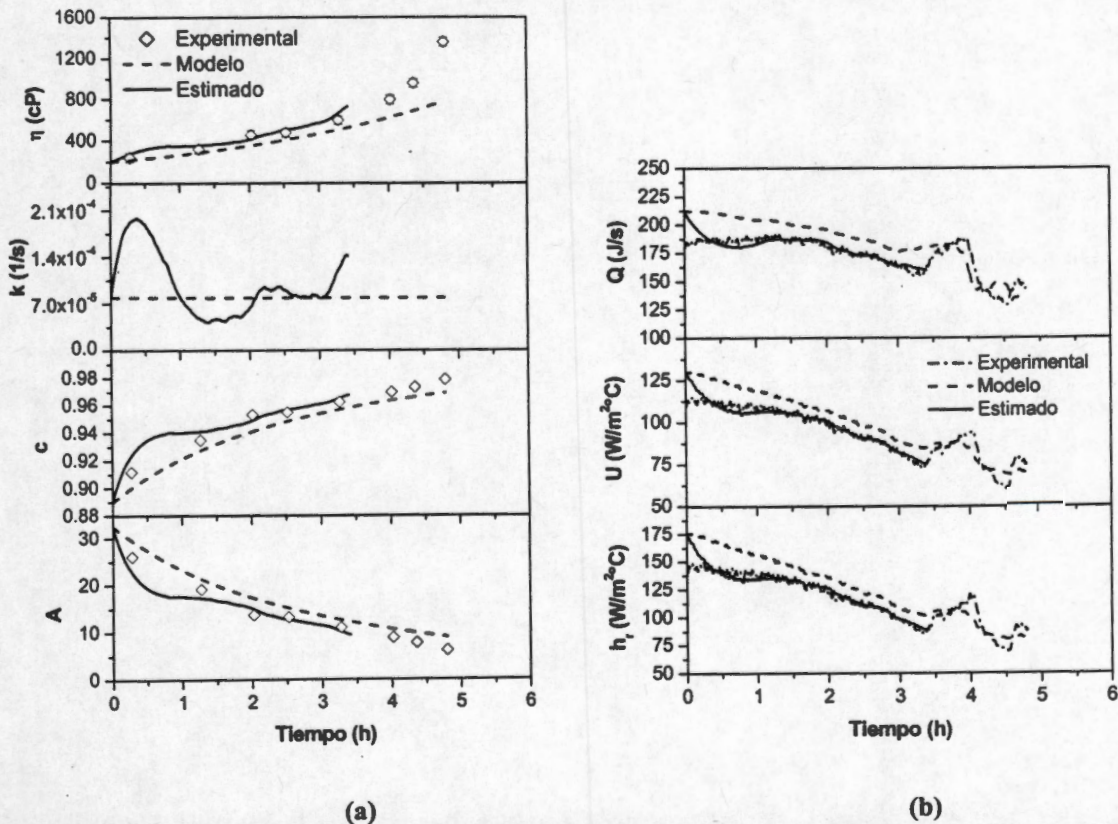 1600
1200
800
400
0
η (cP)
Experimental
Modelo
Estimado
2.1x10⁻⁴
1.4x10⁻⁴
7.0x10⁻⁵
0.0
k (1/s)
0.98
0.96
0.94
0.92
0.90
0.88
c
30
20
10
0
A
0 1 2 3 4 5 6
Tiempo (h)
(a)
250
225
200
175
150
125
100
Q (J/s)
Experimental
Modelo
Estimado
125
100
75
50
U (W/m²°C)
175
150
125
100
75
50
hᵣ (W/m²°C)
0 1 2 3 4 5 6
Tiempo (h)
(b)